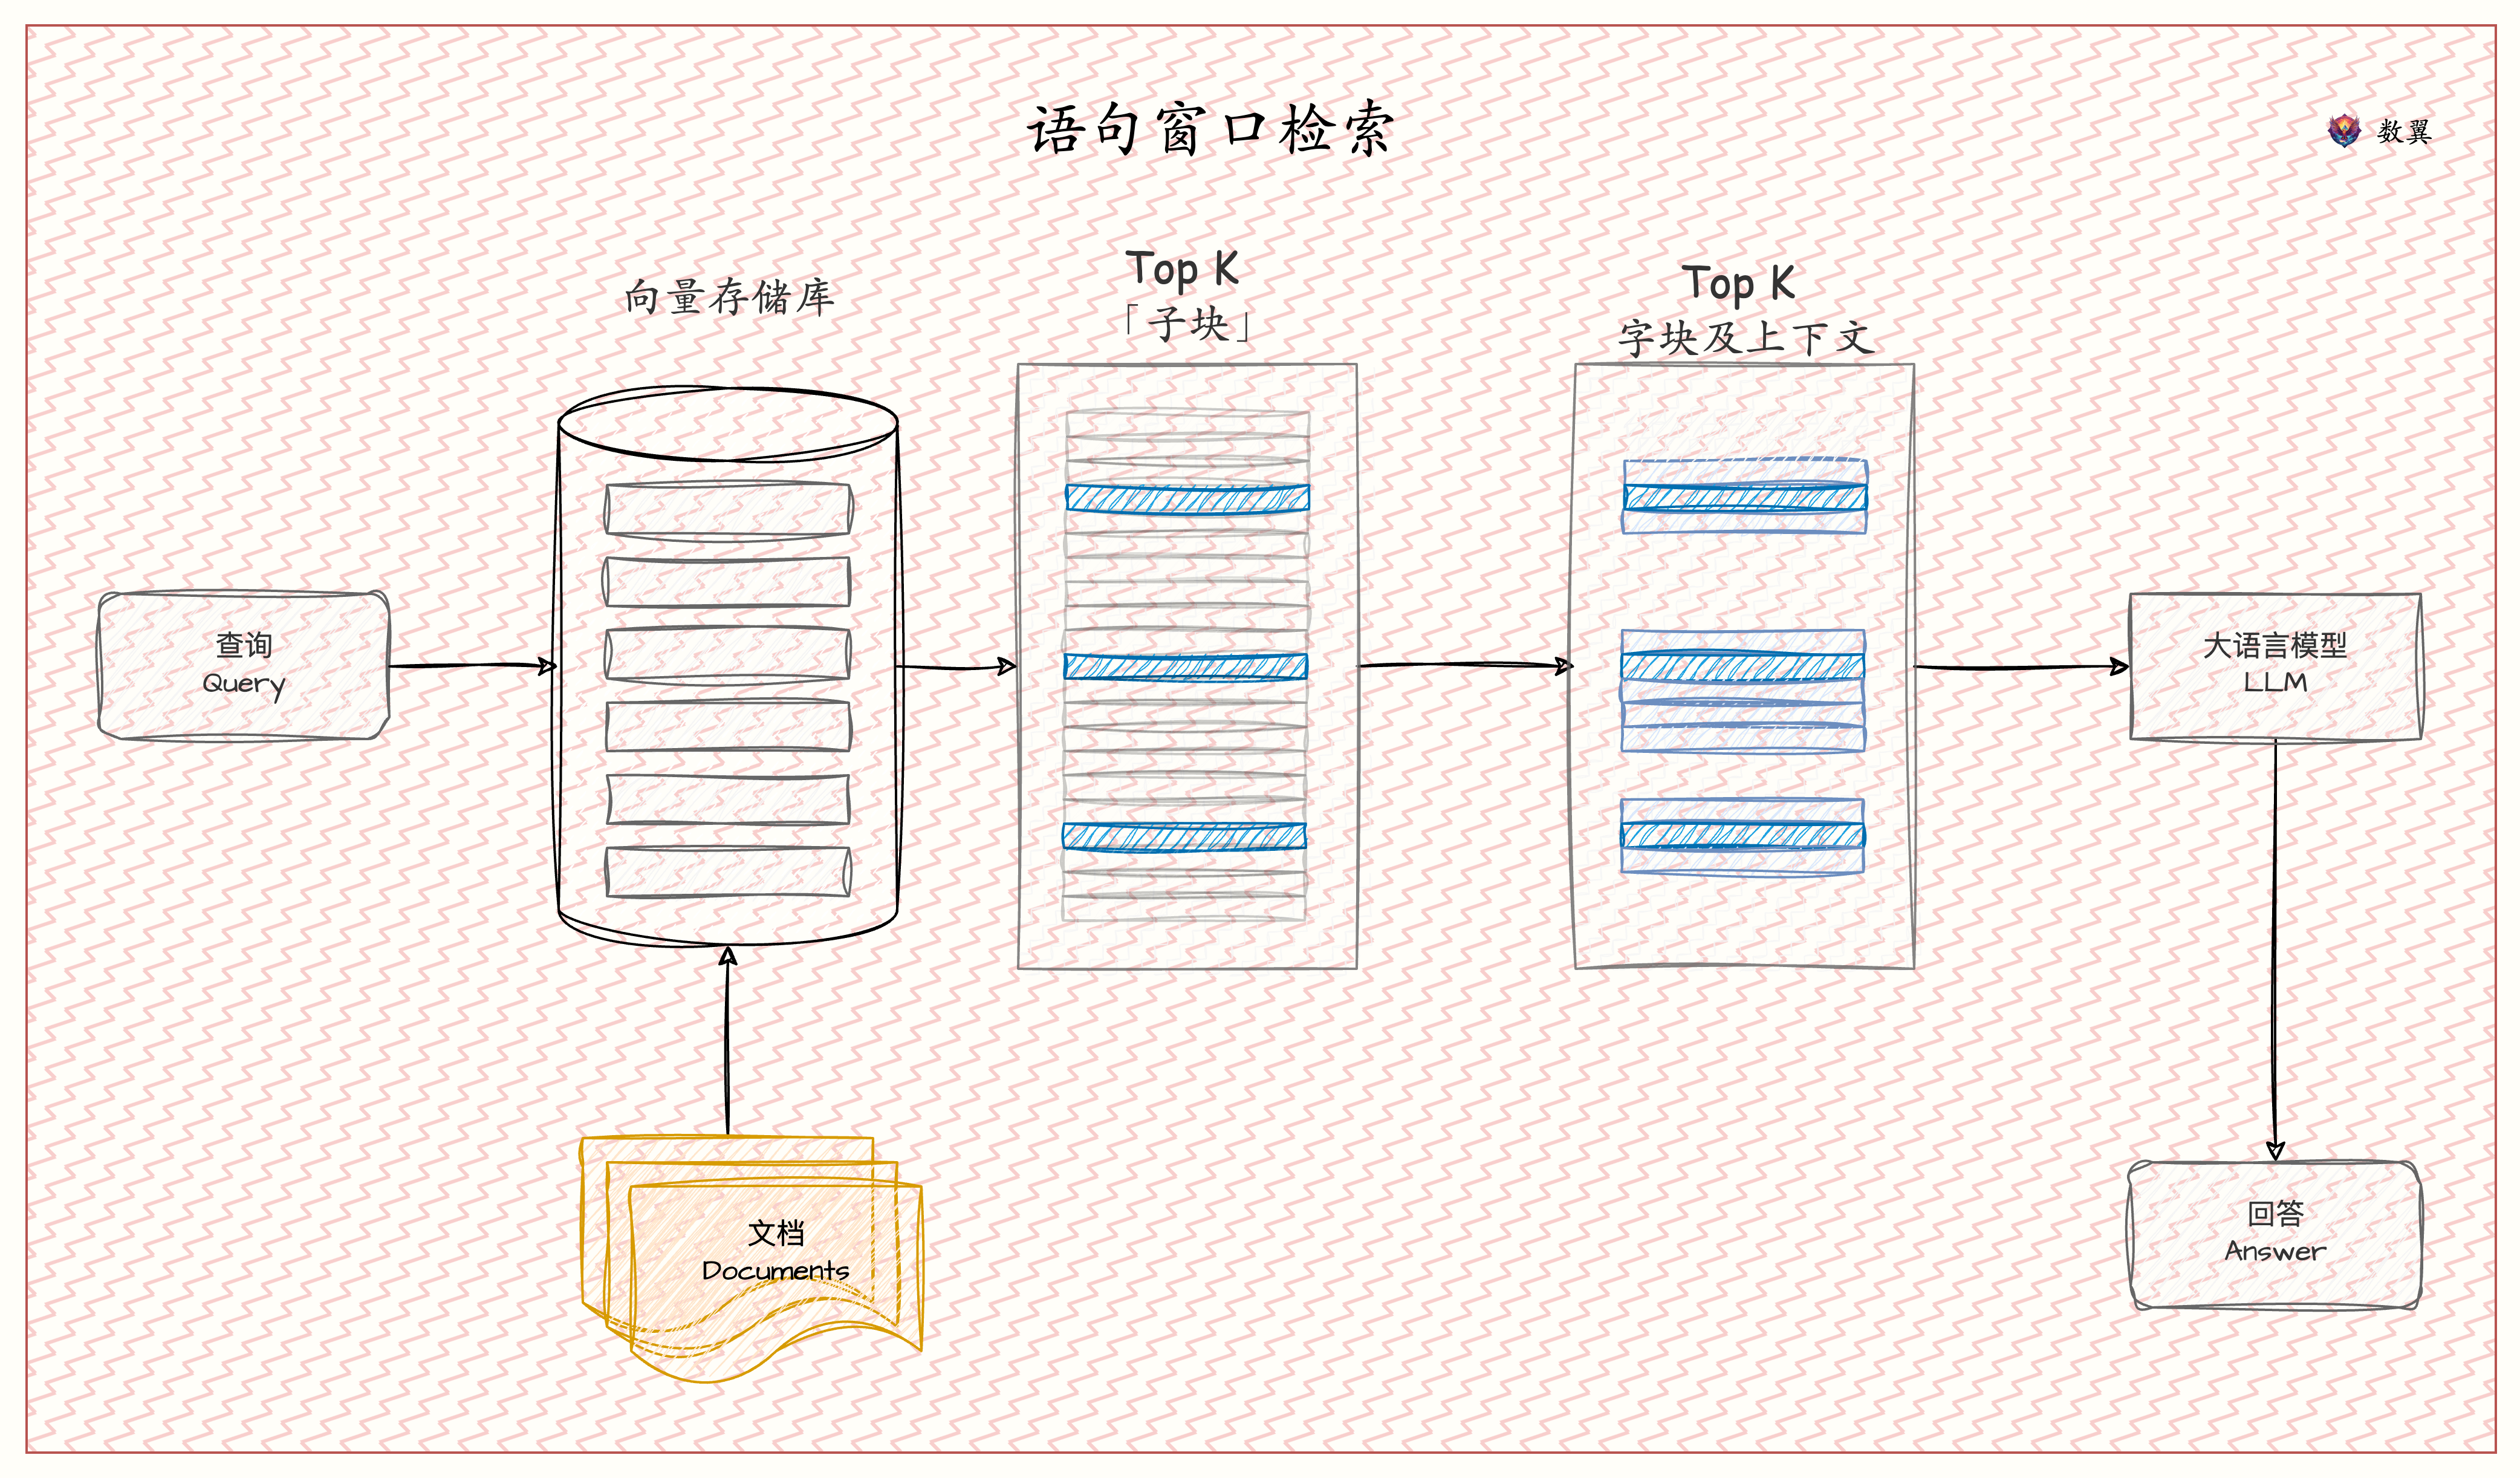 语句窗口检索
数翼
向量存储库
Top K
「子块」
Top K
字块及上下文
查询
Query
大语言模型
LLM
文档
Documents
回答
Answer